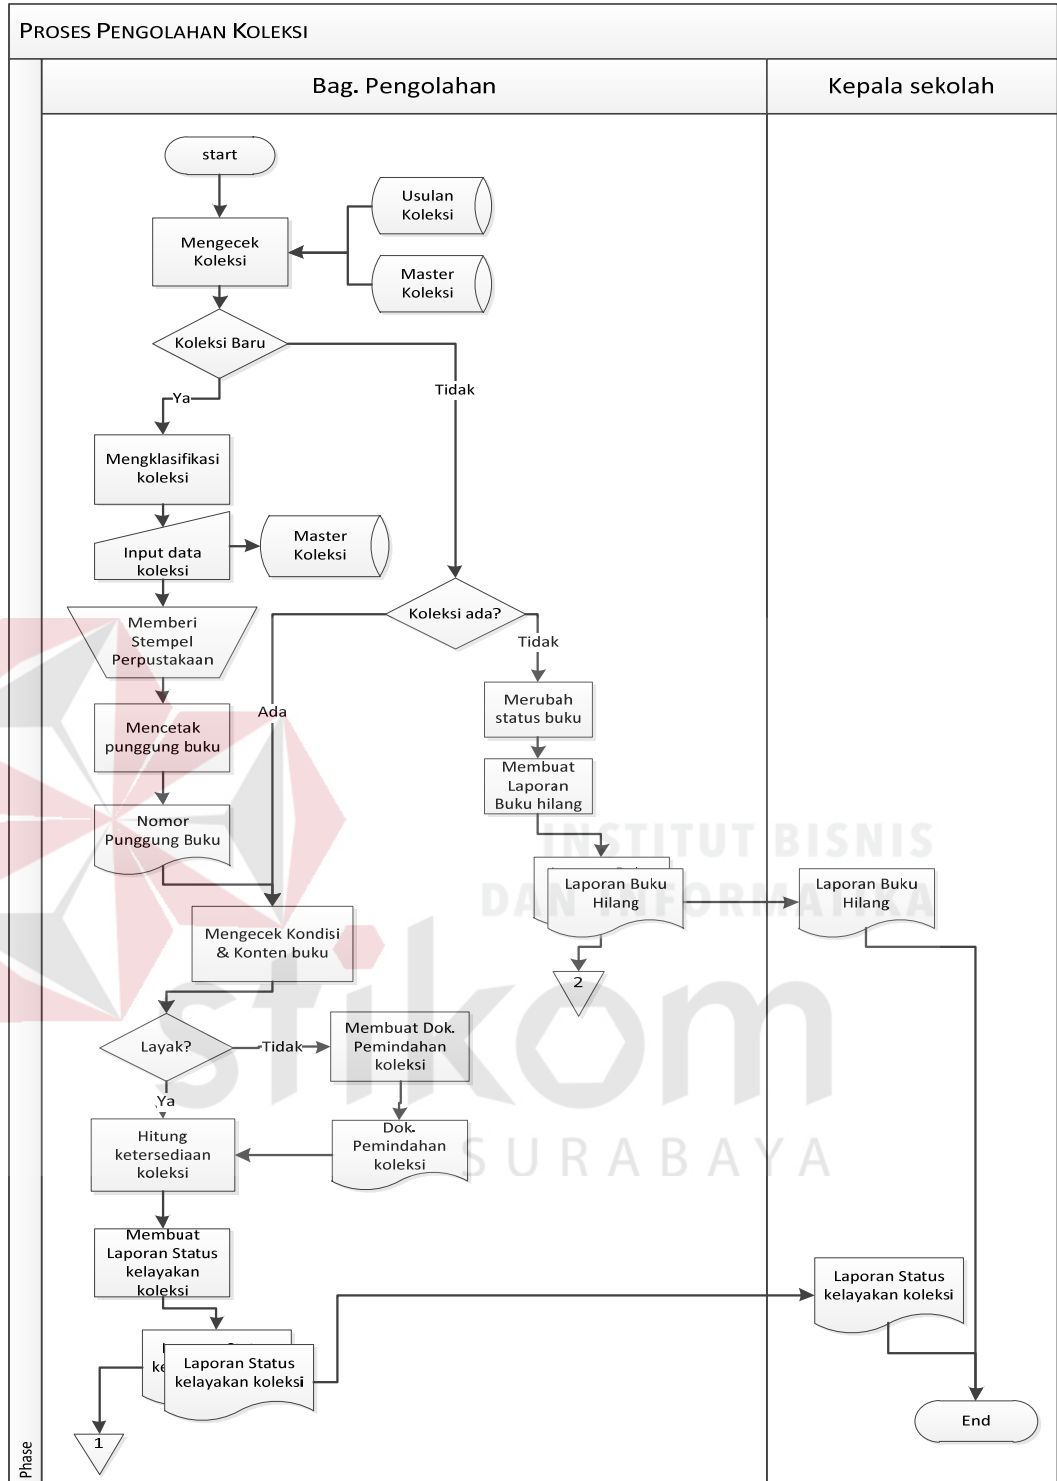 PROSES PENGOLAHAN KOLEKSI
Bag. Pengolahan
Kepala sekolah
start
Usulan
Koleksi
Mengecek
Koleksi
Master
Koleksi
Koleksi Baru
Tidak
Ya
Mengklasifikasi
koleksi
Input data
koleksi
Master
Koleksi
Koleksi ada?
Memberi
Stempel
Perpustakaan
Tidak
Ada
Merubah
status buku
Mencetak
punggung buku
Membuat
Laporan
Buku hilang
Nomor
Punggung Buku
INSTITUT BISNIS
DAN INFORMATIKA
Laporan Buku
Hilang
Laporan Buku
Hilang
Mengecek Kondisi
& Konten buku
2
stikom
SURABAYA
Layak?
Tidak
Membuat Dok.
Pemindahan
koleksi
Ya
Hitung
ketersediaan
koleksi
Dok.
Pemindahan
koleksi
Membuat
Laporan Status
kelayakan
koleksi
Laporan Status
kelayakan koleksi
Laporan Status
kelayakan koleksi
1
End
Phase